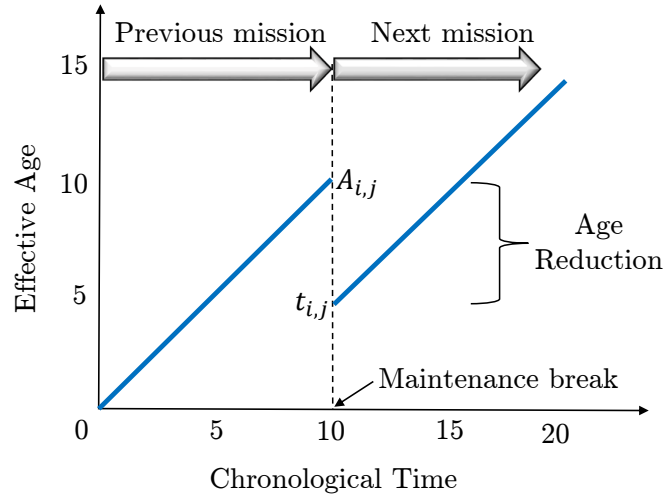 Previous mission
Next mission
15
10
5
0
Effective Age
A_{i,j}
t_{i,j}
Age
Reduction
Maintenance break
5
10
15
20
Chronological Time